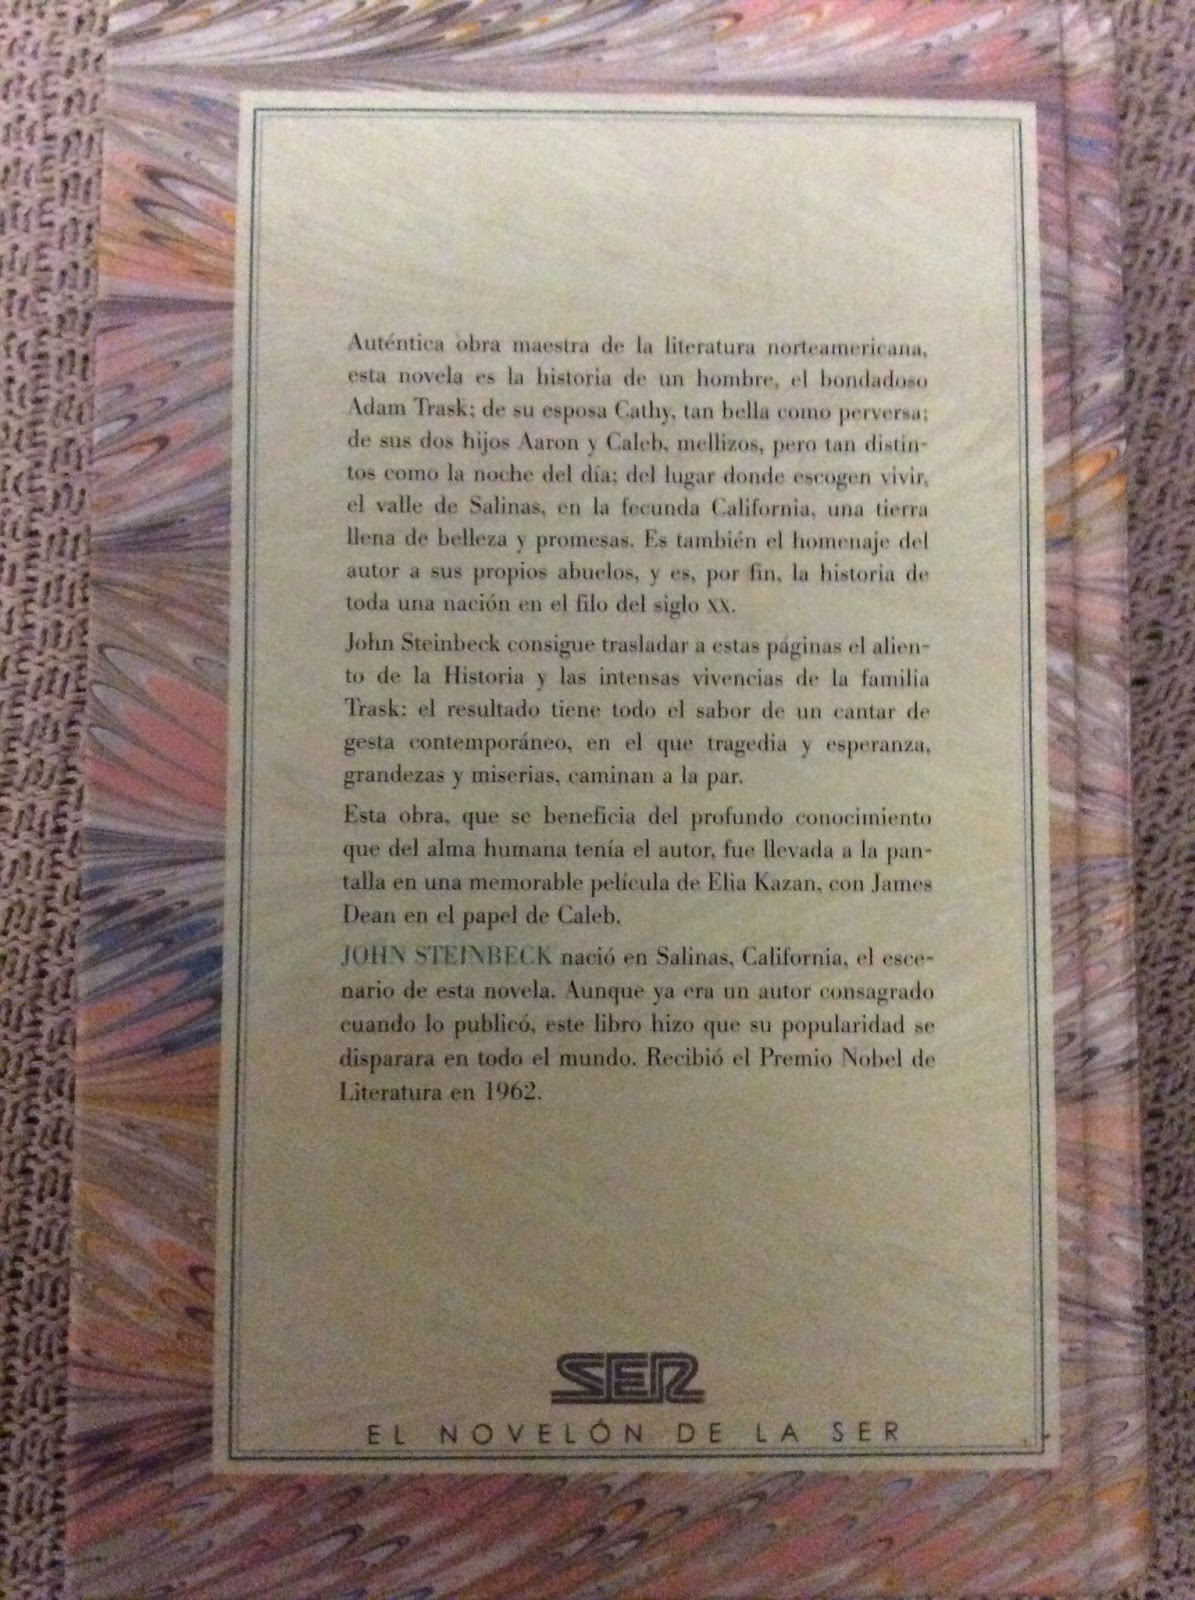 Auténtica obra maestra de la literatura norteamericana,
esta novela es la historia de un hombre, el bondadoso
Adam Trask; de su esposa Cathy, tan bella como perversa;
de sus dos hijos Aaron y Caleb, mellizos, pero tan distin-
tos como la noche del día; del lugar donde escogen vivir,
el valle de Salinas, en la fecunda California, una tierra
llena de belleza y promesas. Es también el homenaje del
autor a sus propios abuelos, y es, por fin, la historia de
toda una nación en el filo del siglo XX.
John Steinbeck consigue trasladar a estas páginas el alien-
to de la Historia y las intensas vivencias de la familia
Trask: el resultado tiene todo el sabor de un cantar de
gesta contemporáneo, en el que tragedia y esperanza,
grandezas y miserias, caminan a la par.
Esta obra, que se beneficia del profundo conocimiento
que del alma humana tenía el autor, fue llevada a la pan-
talla en una memorable película de Elia Kazan, con James
Dean en el papel de Caleb.
JOHN STEINBECK nació en Salinas, California, el esce-
nario de esta novela. Aunque ya era un autor consagrado
cuando lo publicó, este libro hizo que su popularidad se
disparara en todo el mundo. Recibió el Premio Nobel de
Literatura en 1962.
SER
EL NOVELÓN DE LA SER